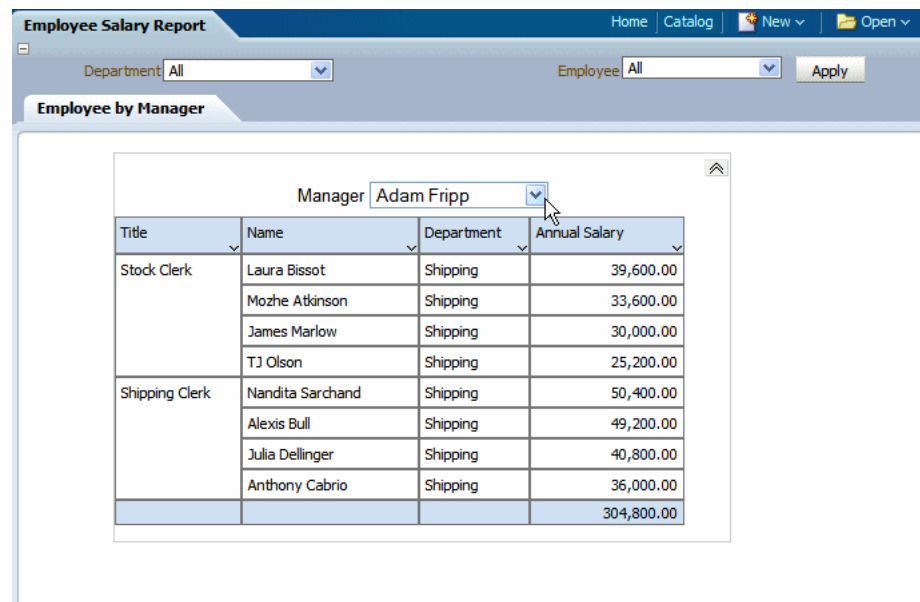 Employee Salary Report
Home Catalog New Open
Department All Employee All Apply
Employee by Manager
Manager Adam Fripp
Title Name Department Annual Salary
Stock Clerk Laura Bissot Shipping 39,600.00
Mozhe Atkinson Shipping 33,600.00
James Marlow Shipping 30,000.00
TJ Olson Shipping 25,200.00
Shipping Clerk Nandita Sarchand Shipping 50,400.00
Alexis Bull Shipping 49,200.00
Julia Dellinger Shipping 40,800.00
Anthony Cabrio Shipping 36,000.00
304,800.00